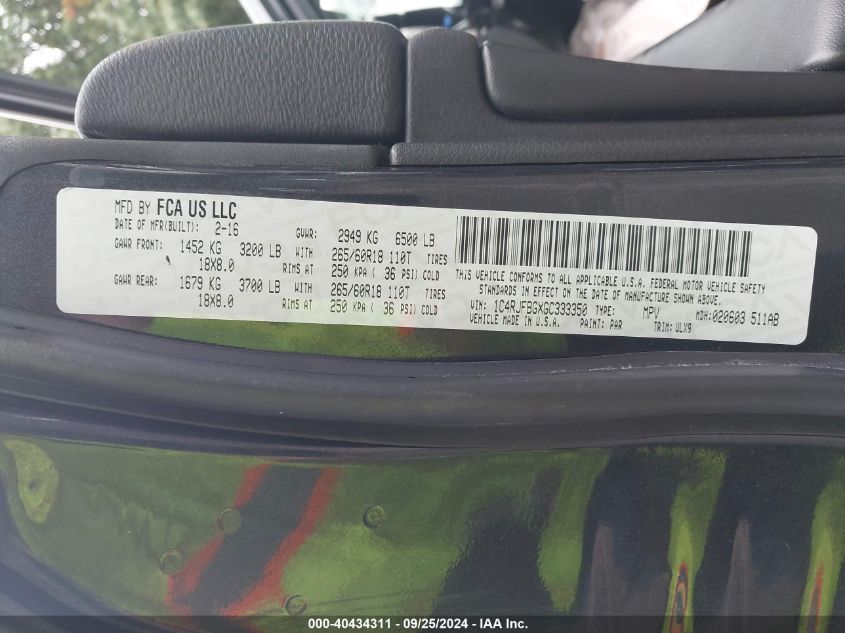 MFD BY FCA US LLC
DATE OF MFR(BUILT): 2-16 GVWR: 2949 KG 6500 LB
GAWR FRONT: 1452 KG 3200 LB WITH 265/60R18 110T TIRES
18X8.0 RIMS AT 250 KPA ( 36 PSI) COLD
GAWR REAR: 1679 KG 3700 LB WITH 265/60R18 110T TIRES
18X8.0 RIMS AT 250 KPA ( 36 PSI) COLD
THIS VEHICLE CONFORMS TO ALL APPLICABLE U.S.A. FEDERAL MOTOR VEHICLE SAFETY
STANDARDS IN EFFECT ON THE DATE OF MANUFACTURE SHOWN ABOVE.
VIN: 1C4RJFBGXGC333350 TYPE: MPV MDH:020603 511AB
VEHICLE MADE IN U.S.A. PAINT: PAR TRIM: ULX9
000-40434311 - 09/25/2024 - IAA Inc.